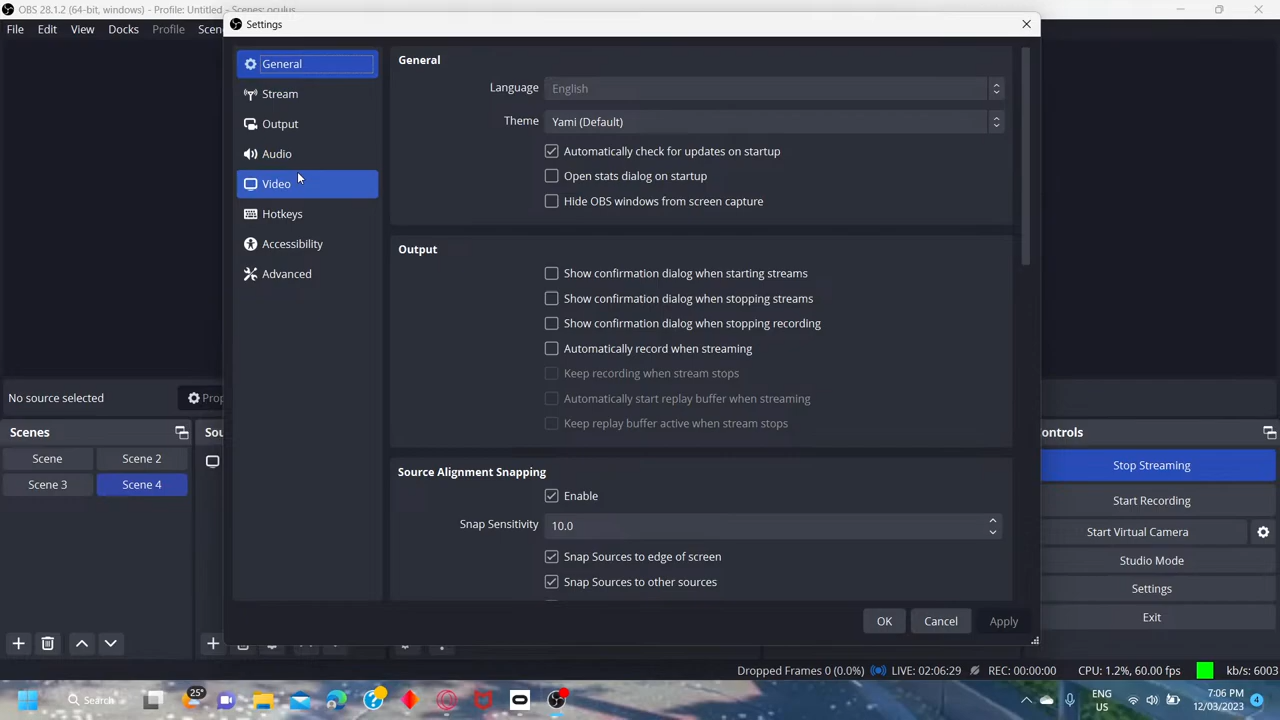 OBS 28.1.2 (64-bit, windows) - Profile: Untitled - Scenes: oculus
Settings
File Edit View Docks Profile
General
Stream
Output
Audio
Video
Hotkeys
Accessibility
Advanced
General
Language English
Theme Yami (Default)
Automatically check for updates on startup
Open stats dialog on startup
Hide OBS windows from screen capture
Output
Show confirmation dialog when starting streams
Show confirmation dialog when stopping streams
Show confirmation dialog when stopping recording
Automatically record when streaming
Keep recording when stream stops
Automatically start replay buffer when streaming
Keep replay buffer active when stream stops
Source Alignment Snapping
Enable
Snap Sensitivity 10.0
Snap Sources to edge of screen
Snap Sources to other sources
OK Cancel Apply
No source selected
Scenes
Scene Scene 2
Scene 3 Scene 4
Stop Streaming
Start Recording
Start Virtual Camera
Studio Mode
Settings
Exit
Dropped Frames 0 (0.0%) LIVE: 02:06:29 REC: 00:00:00 CPU: 1.2%, 60.00 fps kb/s: 6003
Search
25°
ENG
US
7:06 PM
12/03/2023
4